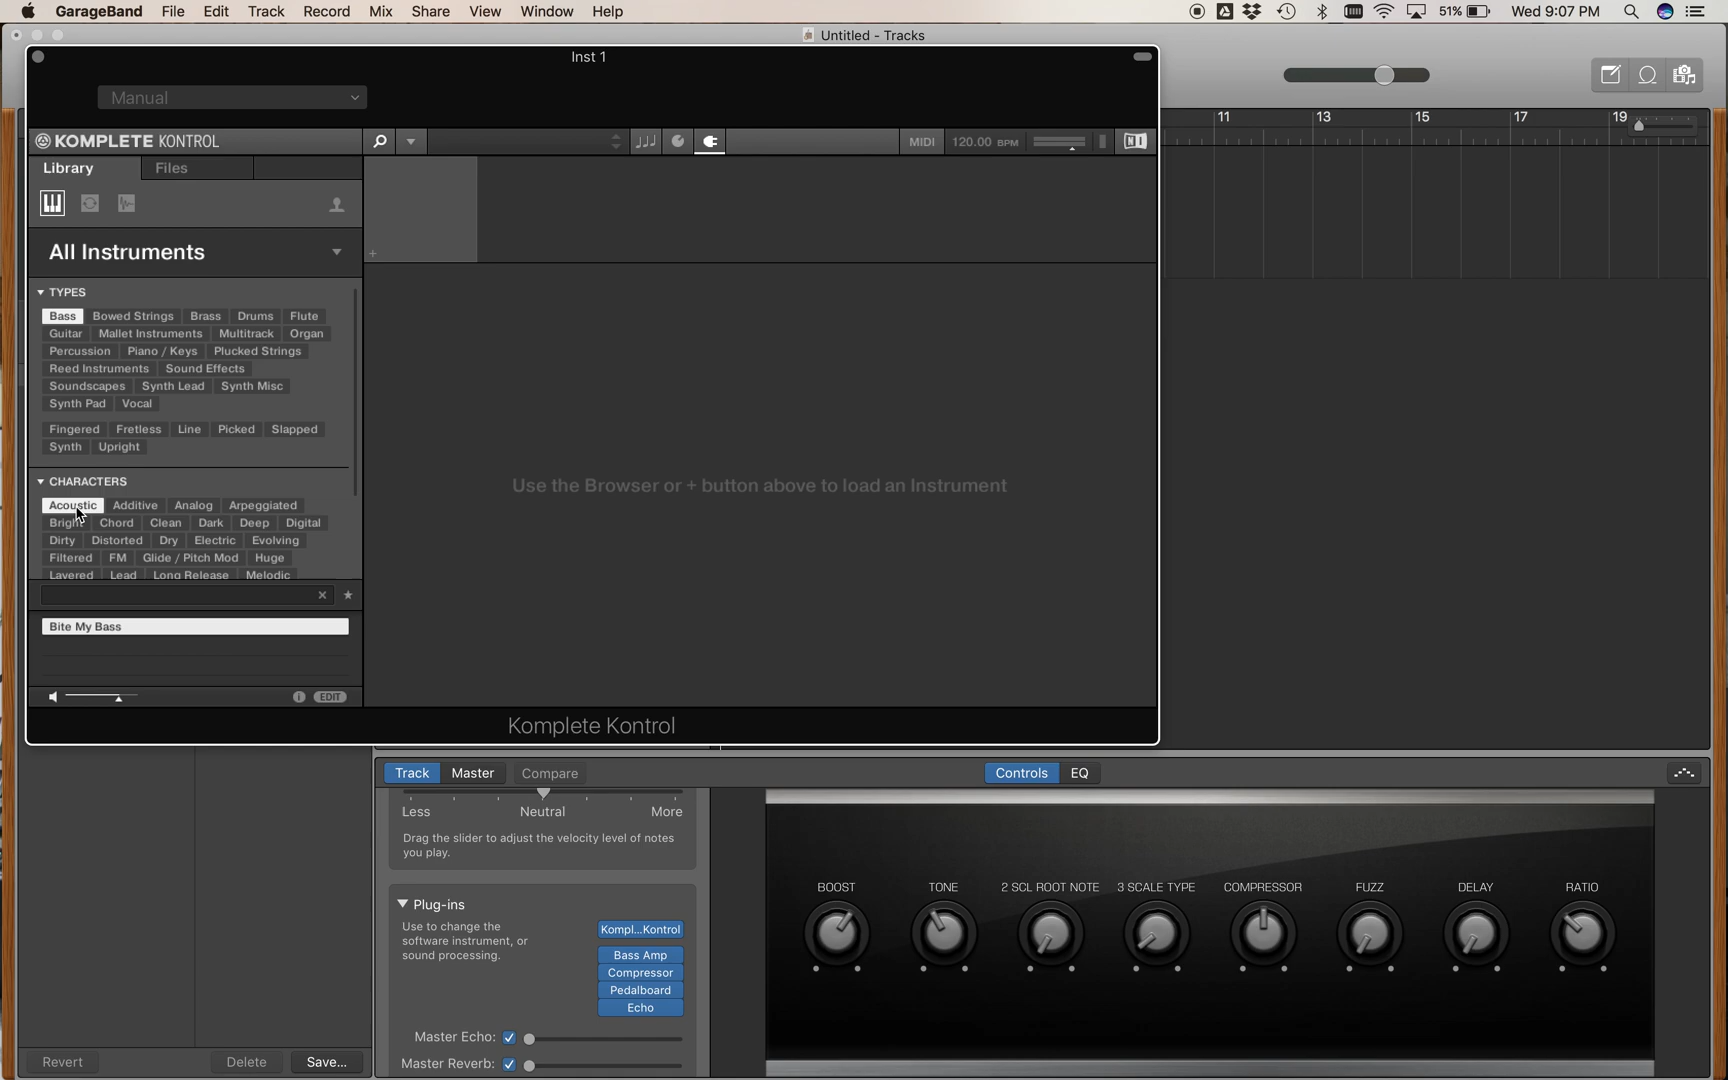 GarageBand File Edit Track Record Mix Share View Window Help 51% Wed 9:07 PM
Untitled - Tracks
Inst 1
Manual
KOMPLETE KONTROL MIDI 120.00 BPM
11 13 15 17 19
Library Files
All Instruments
TYPES
Bass Bowed Strings Brass Drums Flute
Guitar Mallet Instruments Multitrack Organ
Percussion Piano / Keys Plucked Strings
Reed Instruments Sound Effects
Soundscapes Synth Lead Synth Misc
Synth Pad Vocal
Fingered Fretless Line Picked Slapped
Synth Upright
CHARACTERS
Acoustic Additive Analog Arpeggiated
Bright Chord Clean Dark Deep Digital
Dirty Distorted Dry Electric Evolving
Filtered FM Glide / Pitch Mod Huge
Layered Lead Long Release Melodic
Bite My Bass
EDIT
Use the Browser or + button above to load an Instrument
Komplete Kontrol
Track Master Compare Controls EQ
Less Neutral More
Drag the slider to adjust the velocity level of notes
you play.
Plug-ins
Use to change the
software instrument, or
sound processing.
Kompl...Kontrol
Bass Amp
Compressor
Pedalboard
Echo
Master Echo:
Master Reverb:
BOOST TONE 2 SCL ROOT NOTE 3 SCALE TYPE COMPRESSOR FUZZ DELAY RATIO
Revert Delete Save...